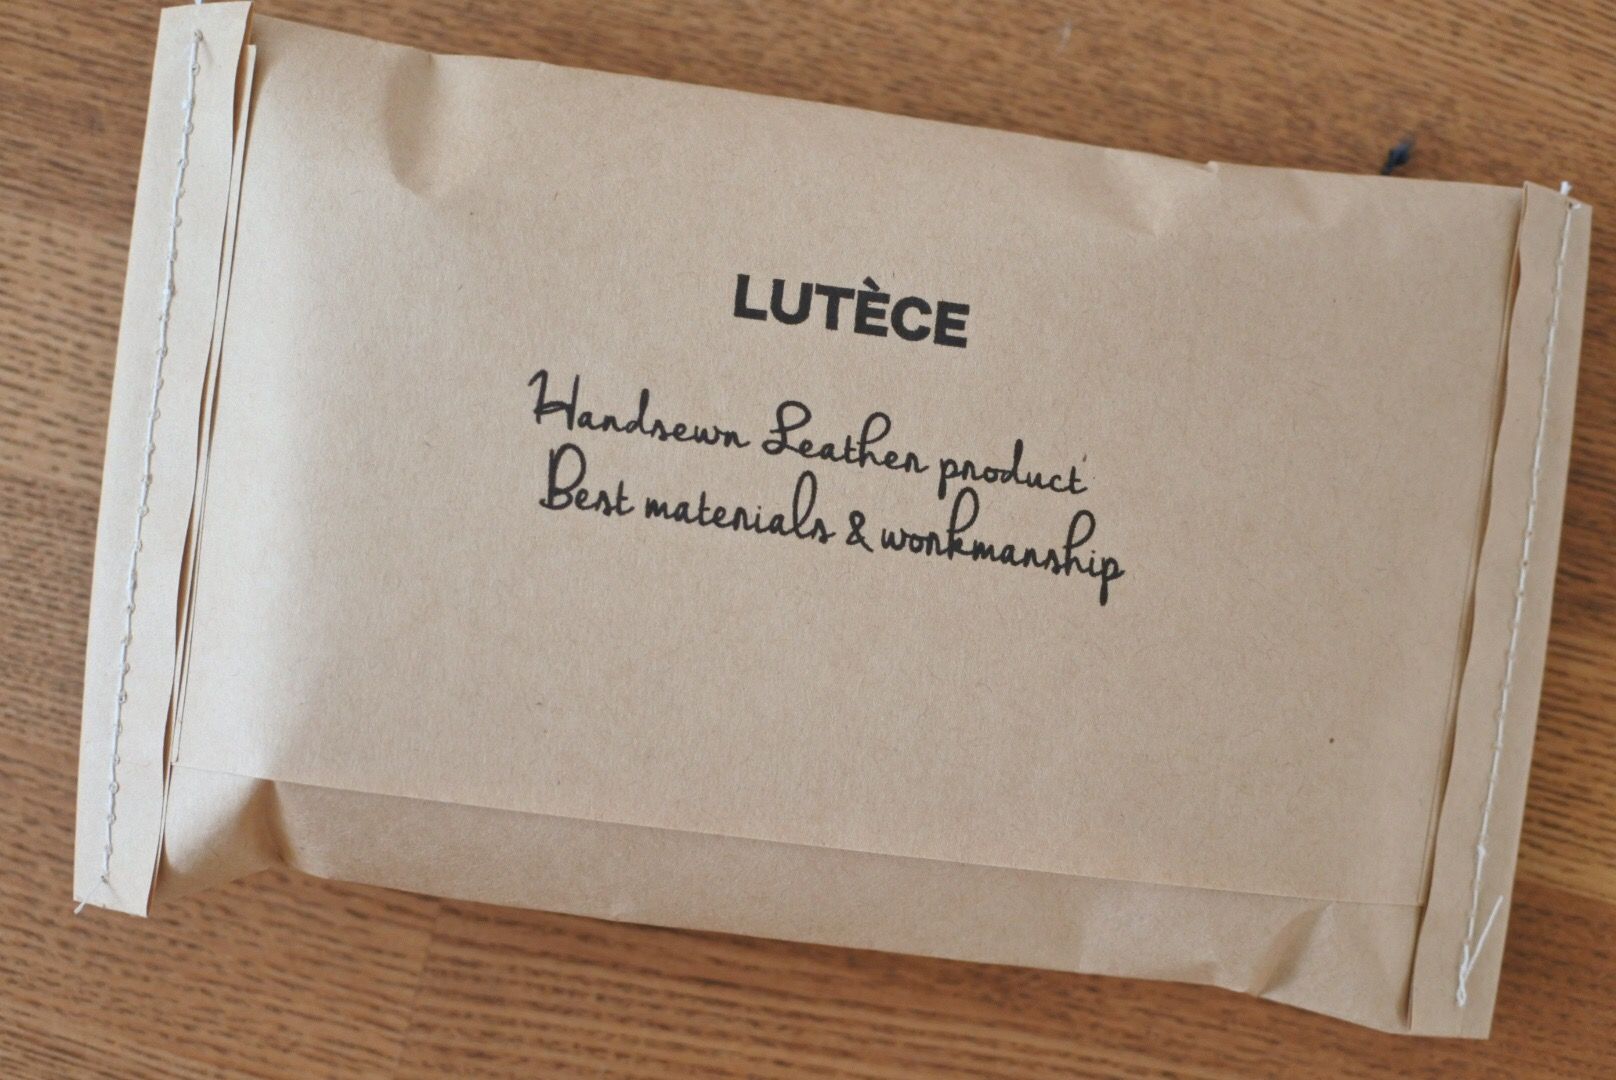 LUTÈCE
Handsewn Leather product
Best materials & workmanship